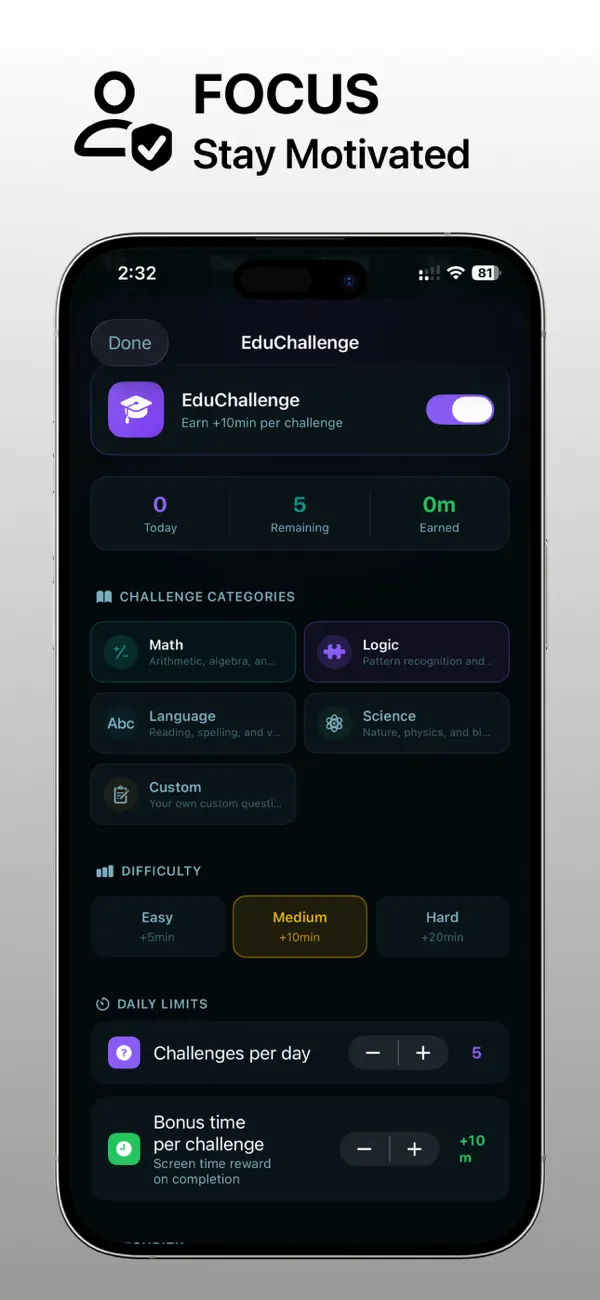 FOCUS
Stay Motivated
2:32
81
Done
EduChallenge
EduChallenge
Earn +10min per challenge
0
5
0m
Today
Remaining
Earned
CHALLENGE CATEGORIES
Math
Arithmetic, algebra, an...
Logic
Pattern recognition and...
Abc
Language
Reading, spelling, and v...
Science
Nature, physics, and bi...
Custom
Your own custom questi...
DIFFICULTY
Easy
+5min
Medium
+10min
Hard
+20min
DAILY LIMITS
Challenges per day
5
Bonus time
per challenge
+10
m
Screen time reward
on completion